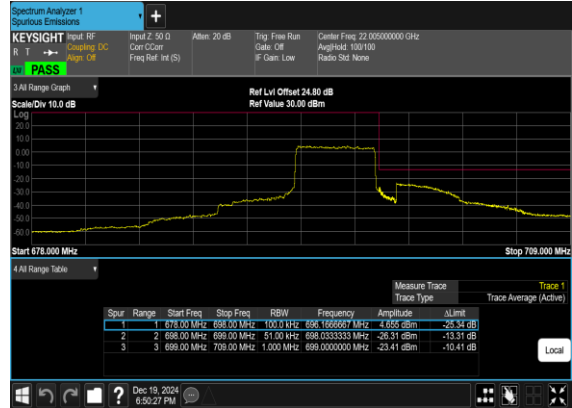 Spectrum Analyzer 1
Spurious Emissions
KEYSIGHT Input: RF Input Z: 50 Ω Atten: 20 dB Trig: Free Run Center Freq: 22.005000000 GHz
R T Coupling: DC Corr CCorr Gate: Off Avg|Hold: 100/100
Align: Off Freq Ref: Int (S) IF Gain: Low Radio Std: None
LW PASS
3 All Range Graph
Ref Lvl Offset 24.80 dB
Scale/Div 10.0 dB Ref Value 30.00 dBm
Log
20.0
10.0
0.00
-10.0
-20.0
-30.0
-40.0
-50.0
-60.0
Start 678.000 MHz Stop 709.000 MHz
4 All Range Table
Measure Trace Trace 1
Trace Type Trace Average (Active)
Spur Range Start Freq Stop Freq RBW Frequency Amplitude ΔLimit
1 1 678.00 MHz 698.00 MHz 100.0 kHz 696.1666667 MHz 4.655 dBm -25.34 dB
2 2 698.00 MHz 699.00 MHz 51.00 kHz 698.0333333 MHz -26.31 dBm -13.31 dB
3 3 699.00 MHz 709.00 MHz 1.000 MHz 699.0000000 MHz -23.41 dBm -10.41 dB
Local
Dec 19, 2024
6:50:27 PM